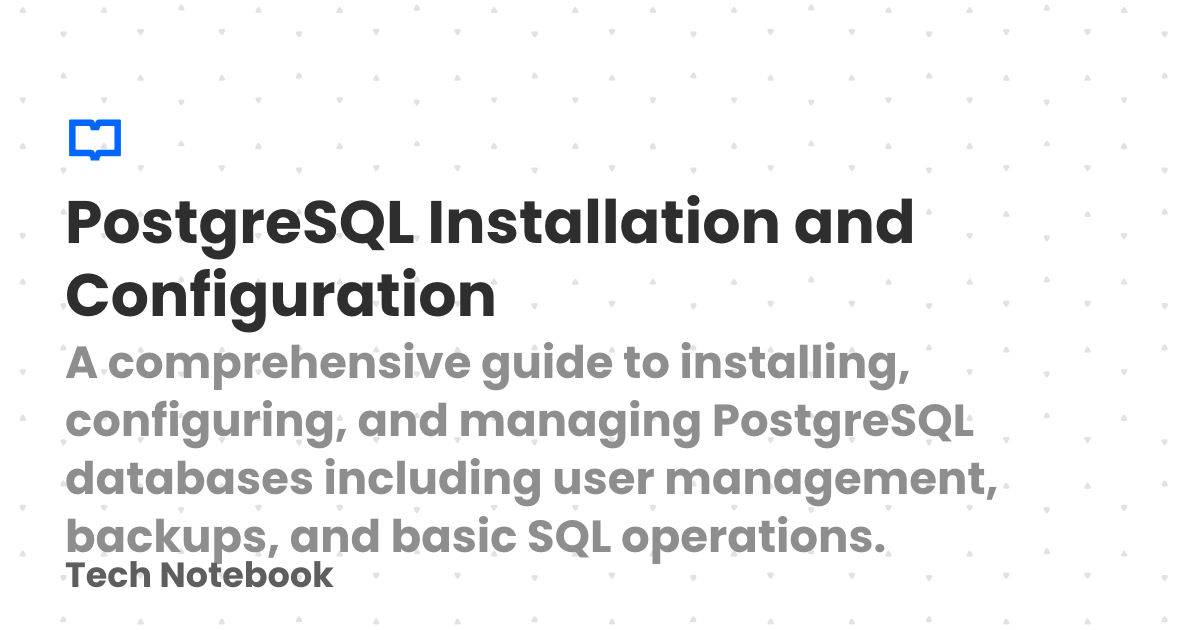 PostgreSQL Installation and
Configuration
A comprehensive guide to installing,
configuring, and managing PostgreSQL
databases including user management,
backups, and basic SQL operations.
Tech Notebook